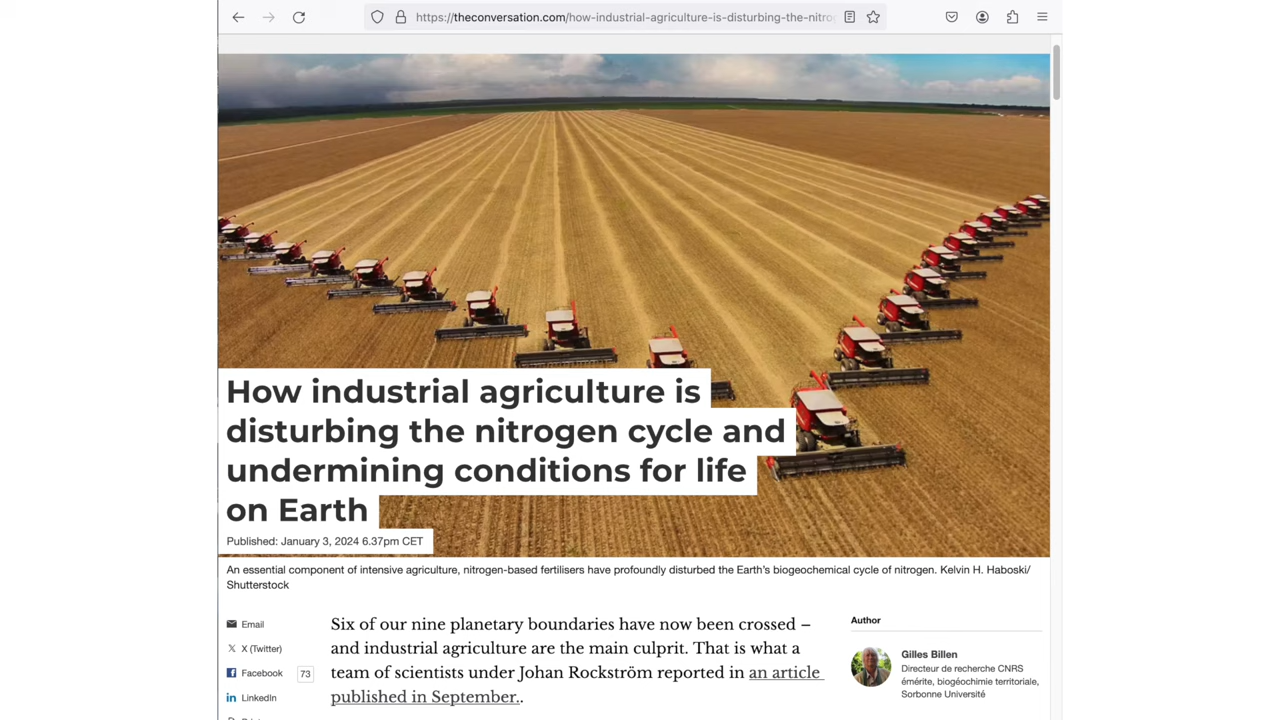 https://theconversation.com/how-industrial-agriculture-is-disturbing-the-nitro
How industrial agriculture is
disturbing the nitrogen cycle and
undermining conditions for life
on Earth
Published: January 3, 2024 6.37pm CET
An essential component of intensive agriculture, nitrogen-based fertilisers have profoundly disturbed the Earth's biogeochemical cycle of nitrogen. Kelvin H. Haboski/
Shutterstock
Email
X (Twitter)
Facebook 73
LinkedIn
Six of our nine planetary boundaries have now been crossed –
and industrial agriculture are the main culprit. That is what a
team of scientists under Johan Rockström reported in an article
published in September..
Author
Gilles Billen
Directeur de recherche CNRS
émérite, biogéochimie territoriale,
Sorbonne Université